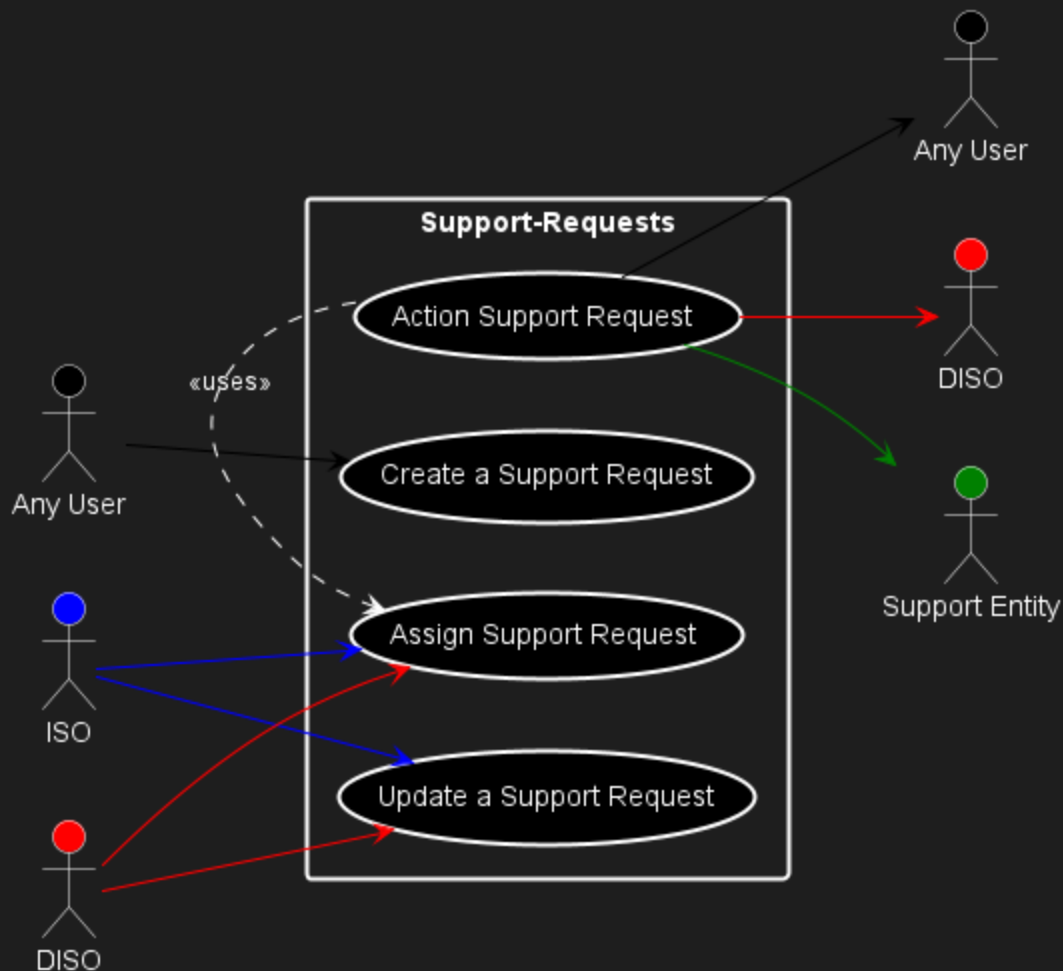 Any User
Support-Requests
Action Support Request
DISO
«uses»
Create a Support Request
Any User
Support Entity
Assign Support Request
ISO
Update a Support Request
DISO